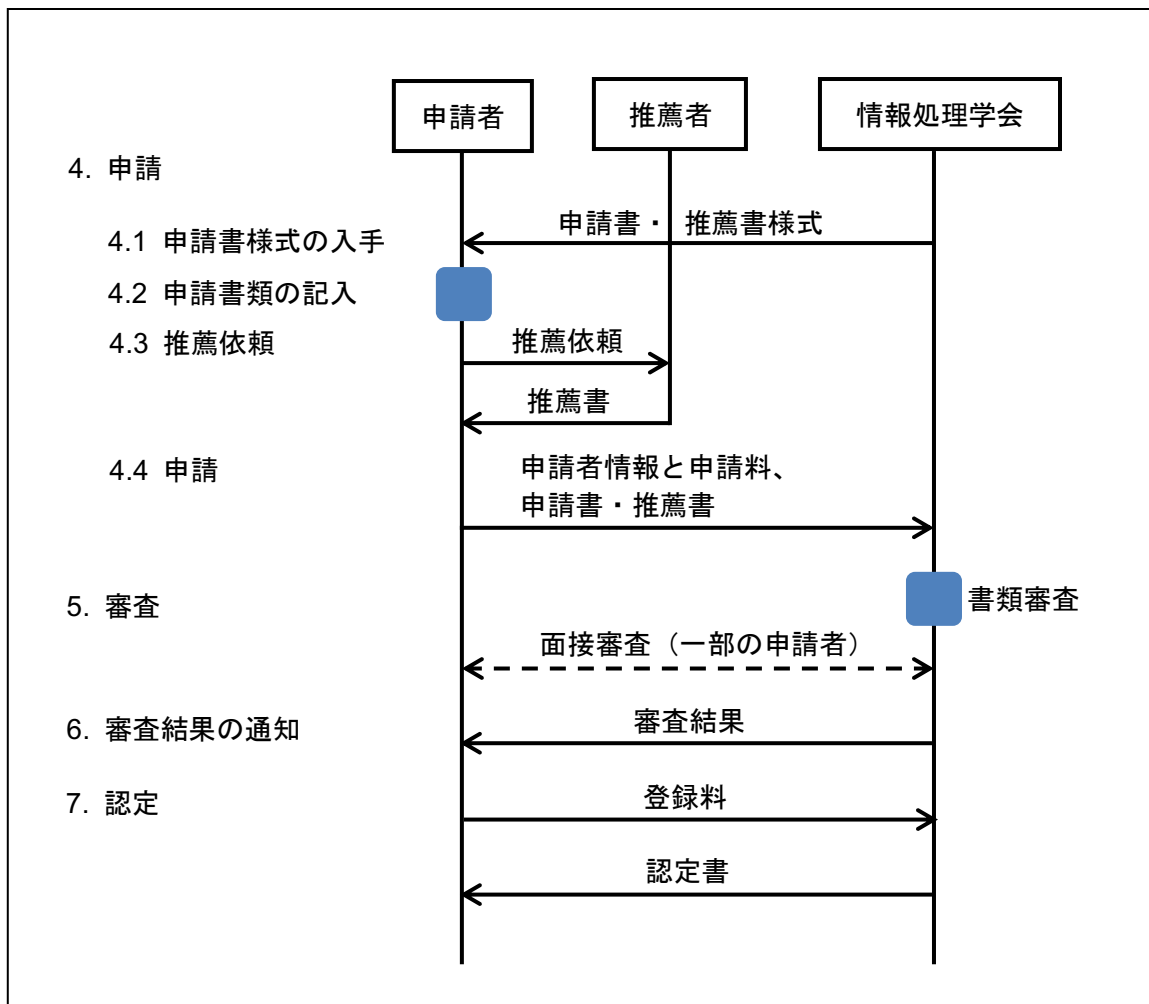 申請者
推薦者
情報処理学会
4. 申請
申請書・ 推薦書様式
4.1 申請書様式の入手
4.2 申請書類の記入
4.3 推薦依頼
推薦依頼
推薦書
4.4 申請
申請者情報と申請料、
申請書・推薦書
5. 審査
書類審査
面接審査（一部の申請者）
6. 審査結果の通知
審査結果
7. 認定
登録料
認定書